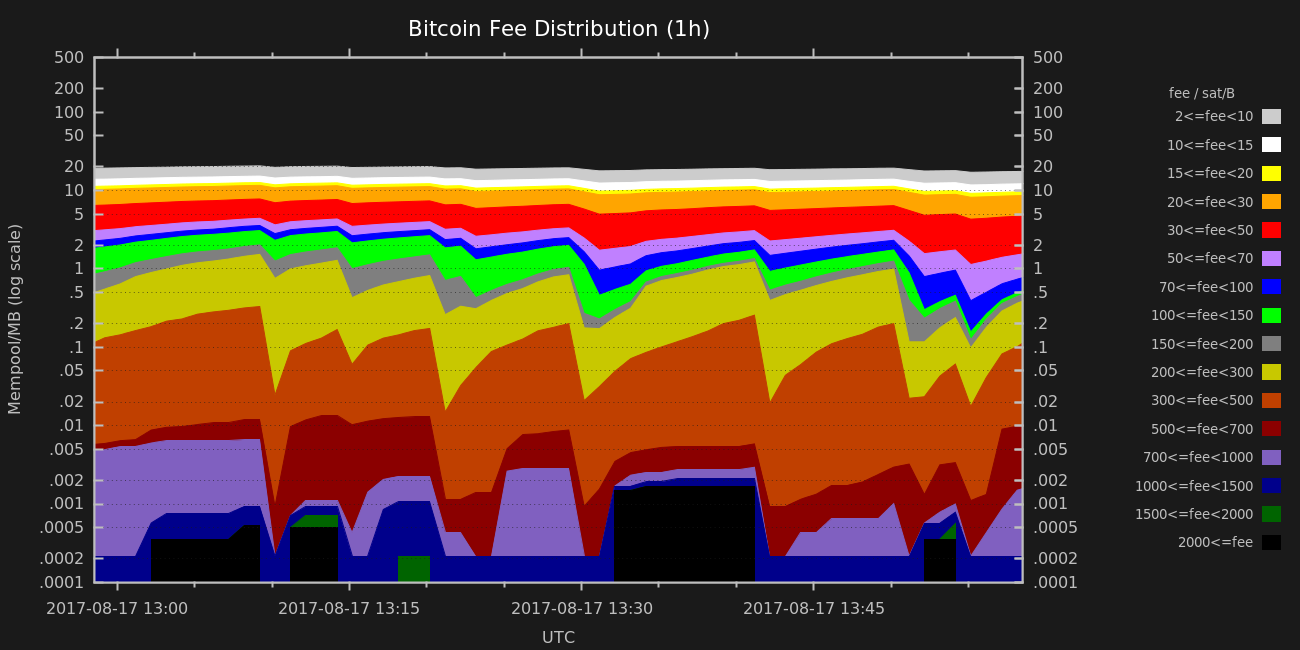 Bitcoin Fee Distribution (1h)
500
200
100
50
20
10
5
2
1
.5
.2
.1
.05
.02
.01
.005
.002
.001
.0005
.0002
.0001
Mempool/MB (log scale)
500
200
100
50
20
10
5
2
1
.5
.2
.1
.05
.02
.01
.005
.002
.001
.0005
.0002
.0001
2017-08-17 13:00
2017-08-17 13:15
2017-08-17 13:30
2017-08-17 13:45
UTC
fee / sat/B
2<=fee<10
10<=fee<15
15<=fee<20
20<=fee<30
30<=fee<50
50<=fee<70
70<=fee<100
100<=fee<150
150<=fee<200
200<=fee<300
300<=fee<500
500<=fee<700
700<=fee<1000
1000<=fee<1500
1500<=fee<2000
2000<=fee